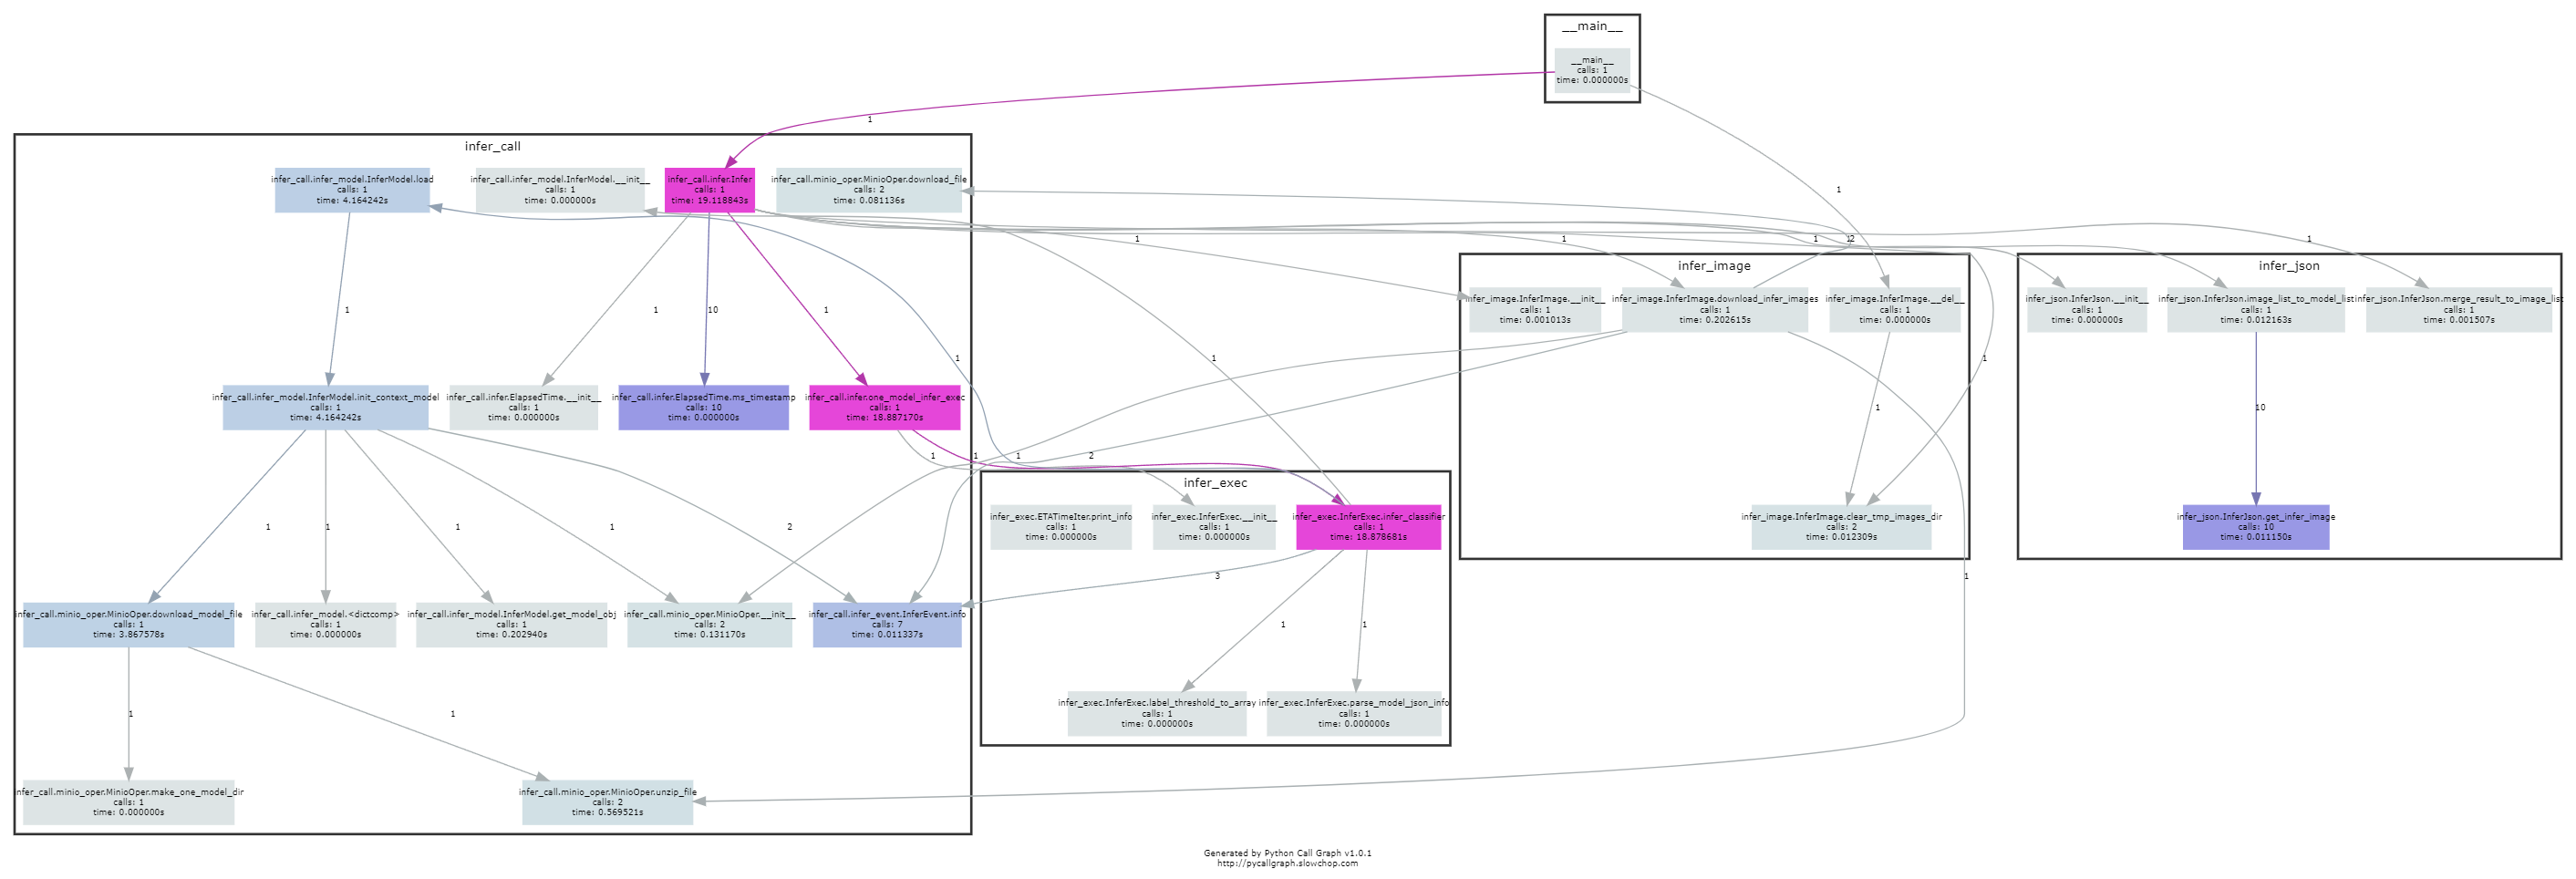 __main__
__main__
calls: 1
time: 0.000000s
1
1
infer_call
infer_call.infer_model.InferModel.load
calls: 1
time: 4.164242s
infer_call.infer_model.InferModel.__init__
calls: 1
time: 0.000000s
infer_call.infer.Infer
calls: 1
time: 19.118843s
infer_call.minio_oper.MinioOper.download_file
calls: 2
time: 0.081136s
1
1
1
2
1
infer_image
infer_image.InferImage.__init__
calls: 1
time: 0.001013s
infer_image.InferImage.download_infer_images
calls: 1
time: 0.202615s
infer_image.InferImage.__del__
calls: 1
time: 0.000000s
infer_json
infer_json.InferJson.__init__
calls: 1
time: 0.000000s
infer_json.InferJson.image_list_to_model_list
calls: 1
time: 0.012163s
infer_json.InferJson.merge_result_to_image_list
calls: 1
time: 0.001507s
1
1
10
1
1
1
1
infer_call.infer_model.InferModel.init_context_model
calls: 1
time: 4.164242s
infer_call.infer.ElapsedTime.__init__
calls: 1
time: 0.000000s
infer_call.infer.ElapsedTime.ms_timestamp
calls: 10
time: 0.000000s
infer_call.infer.one_model_infer_exec
calls: 1
time: 18.887170s
1
10
1
1
1
2
infer_exec
infer_exec.ETATimeIter.print_info
calls: 1
time: 0.000000s
infer_exec.InferExec.__init__
calls: 1
time: 0.000000s
infer_exec.InferExec.infer_classifier
calls: 1
time: 18.878681s
infer_image.InferImage.clear_tmp_images_dir
calls: 2
time: 0.012309s
infer_json.InferJson.get_infer_image
calls: 10
time: 0.011150s
1
1
1
1
2
3
1
infer_call.minio_oper.MinioOper.download_model_file
calls: 1
time: 3.867578s
infer_call.infer_model.<dictcomp>
calls: 1
time: 0.000000s
infer_call.infer_model.InferModel.get_model_obj
calls: 1
time: 0.202940s
infer_call.minio_oper.MinioOper.__init__
calls: 2
time: 0.131170s
infer_call.infer_event.InferEvent.info
calls: 7
time: 0.011337s
1
1
infer_exec.InferExec.label_threshold_to_array
calls: 1
time: 0.000000s
infer_exec.InferExec.parse_model_json_info
calls: 1
time: 0.000000s
1
1
infer_call.minio_oper.MinioOper.make_one_model_dir
calls: 1
time: 0.000000s
infer_call.minio_oper.MinioOper.unzip_file
calls: 2
time: 0.569521s
Generated by Python Call Graph v1.0.1
http://pycallgraph.slowchop.com